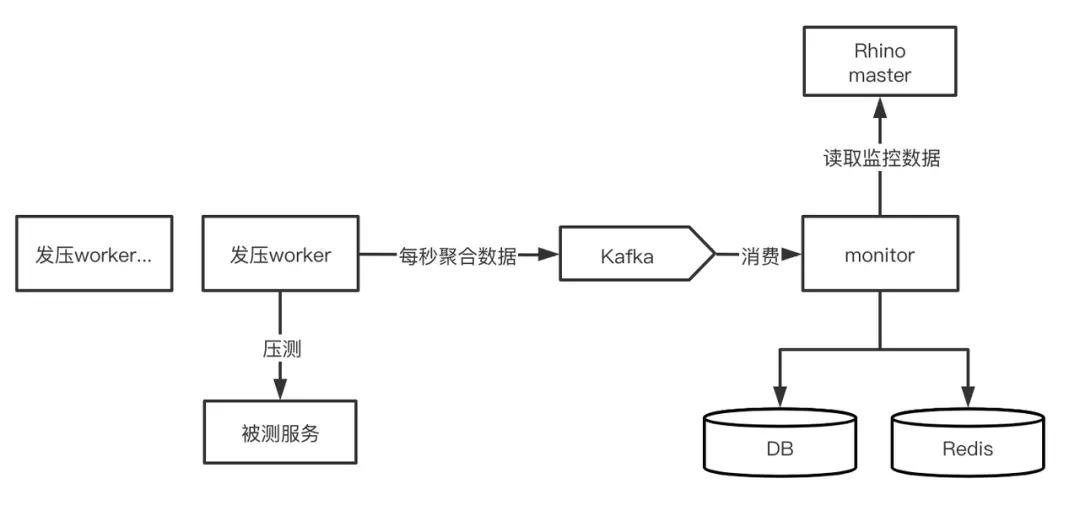 Rhino
master
读取监控数据
发压worker...
发压worker
每秒聚合数据
Kafka
消费
monitor
压测
被测服务
DB
Redis